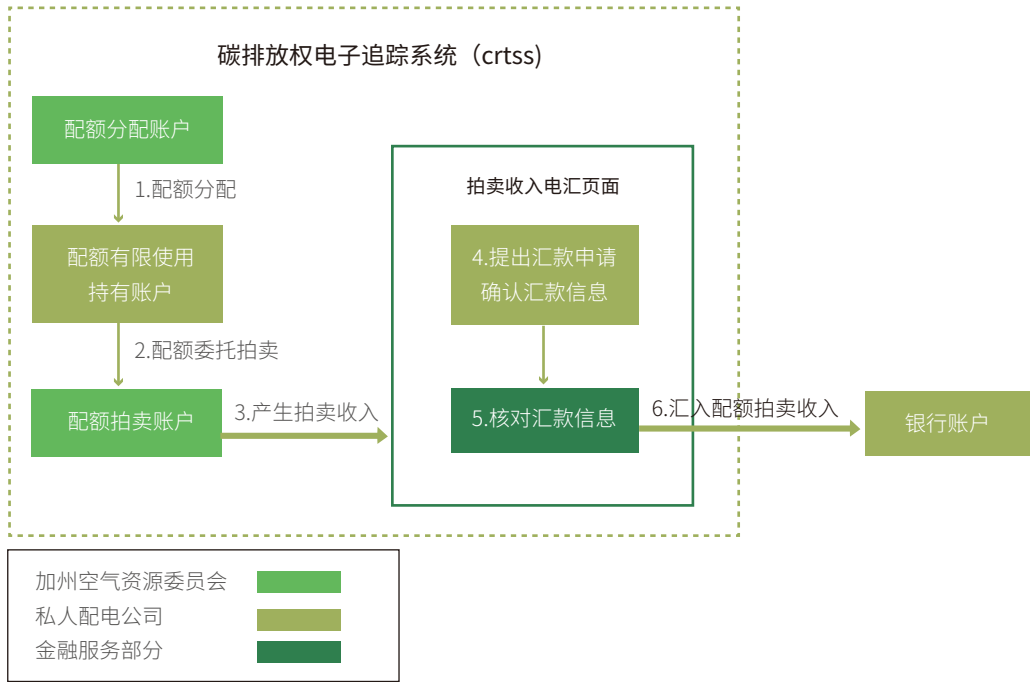 碳排放权电子追踪系统（crtss)
配额分配账户
1.配额分配
配额有限使用
持有账户
2.配额委托拍卖
配额拍卖账户
3.产生拍卖收入
拍卖收入电汇页面
4.提出汇款申请
确认汇款信息
5.核对汇款信息
6.汇入配额拍卖收入
银行账户
加州空气资源委员会
私人配电公司
金融服务部分